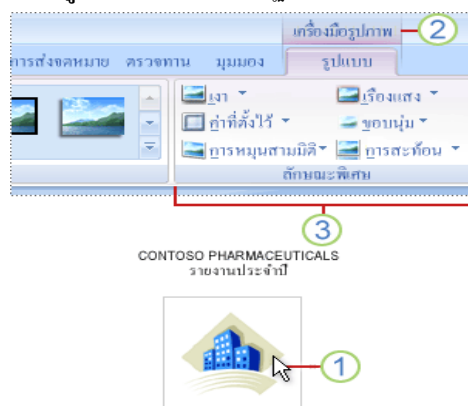 เครื่องมือรูปภาพ
2
การส่งจดหมาย ตรวจทาน มุมมอง รูปแบบ
เงา เรืองแสง
ค่าที่ตั้งไว้ ขอบนุ่ม
การหมุนสามมิติ การสะท้อน
ลักษณะพิเศษ
3
CONTOSO PHARMACEUTICALS
รายงานประจำปี
1